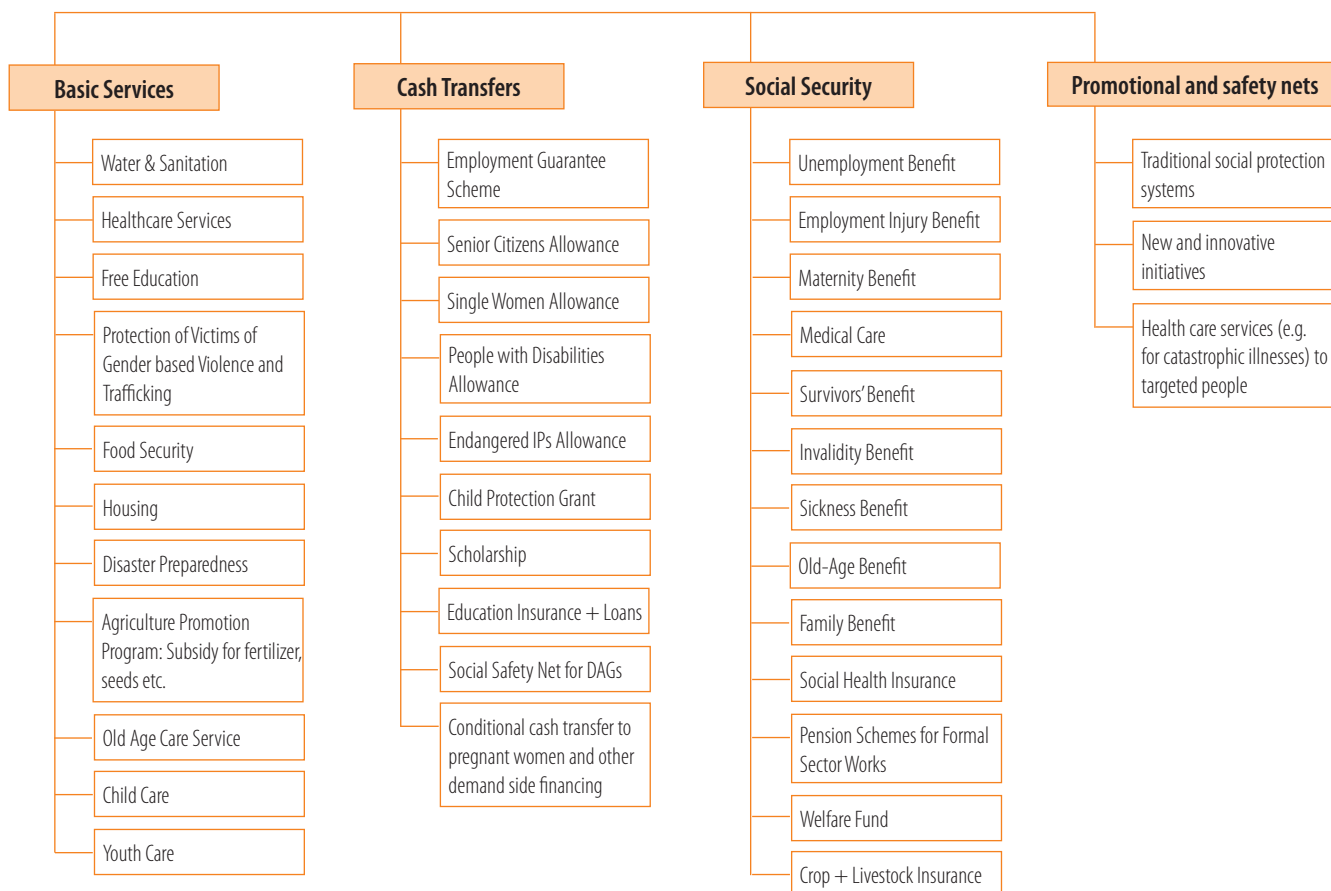 Basic Services
Water & Sanitation
Healthcare Services
Free Education
Protection of Victims of
Gender based Violence and
Trafficking
Food Security
Housing
Disaster Preparedness
Agriculture Promotion
Program: Subsidy for fertilizer,
seeds etc.
Old Age Care Service
Child Care
Youth Care
Cash Transfers
Employment Guarantee
Scheme
Senior Citizens Allowance
Single Women Allowance
People with Disabilities
Allowance
Endangered IPs Allowance
Child Protection Grant
Scholarship
Education Insurance + Loans
Social Safety Net for DAGs
Conditional cash transfer to
pregnant women and other
demand side financing
Social Security
Unemployment Benefit
Employment Injury Benefit
Maternity Benefit
Medical Care
Survivors’ Benefit
Invalidity Benefit
Sickness Benefit
Old-Age Benefit
Family Benefit
Social Health Insurance
Pension Schemes for Formal
Sector Works
Welfare Fund
Crop + Livestock Insurance
Promotional and safety nets
Traditional social protection
systems
New and innovative
initiatives
Health care services (e.g.
for catastrophic illnesses) to
targeted people